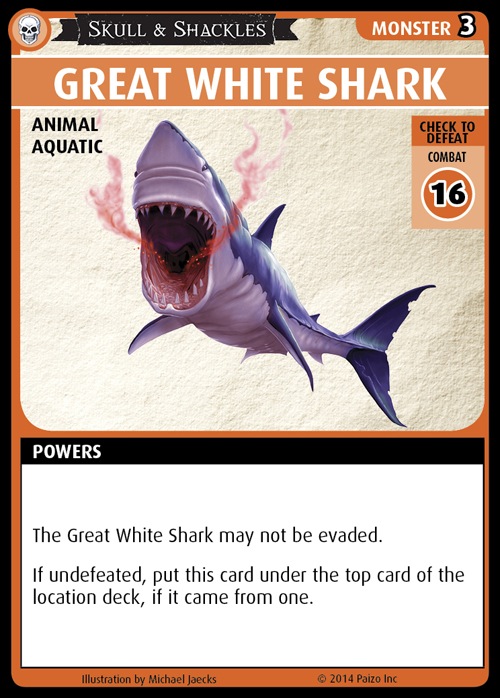 SKULL & SHACKLES
MONSTER 3
GREAT WHITE SHARK
ANIMAL
AQUATIC
CHECK TO
DEFEAT
COMBAT
16
POWERS
The Great White Shark may not be evaded.
If undefeated, put this card under the top card of the
location deck, if it came from one.
Illustration by Michael Jaecks
© 2014 Paizo Inc